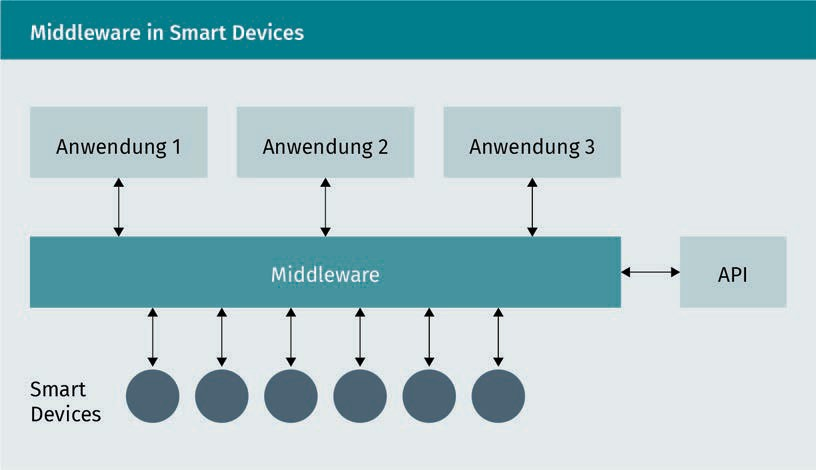 Middleware in Smart Devices
Anwendung 1
Anwendung 2
Anwendung 3
Middleware
API
Smart
Devices